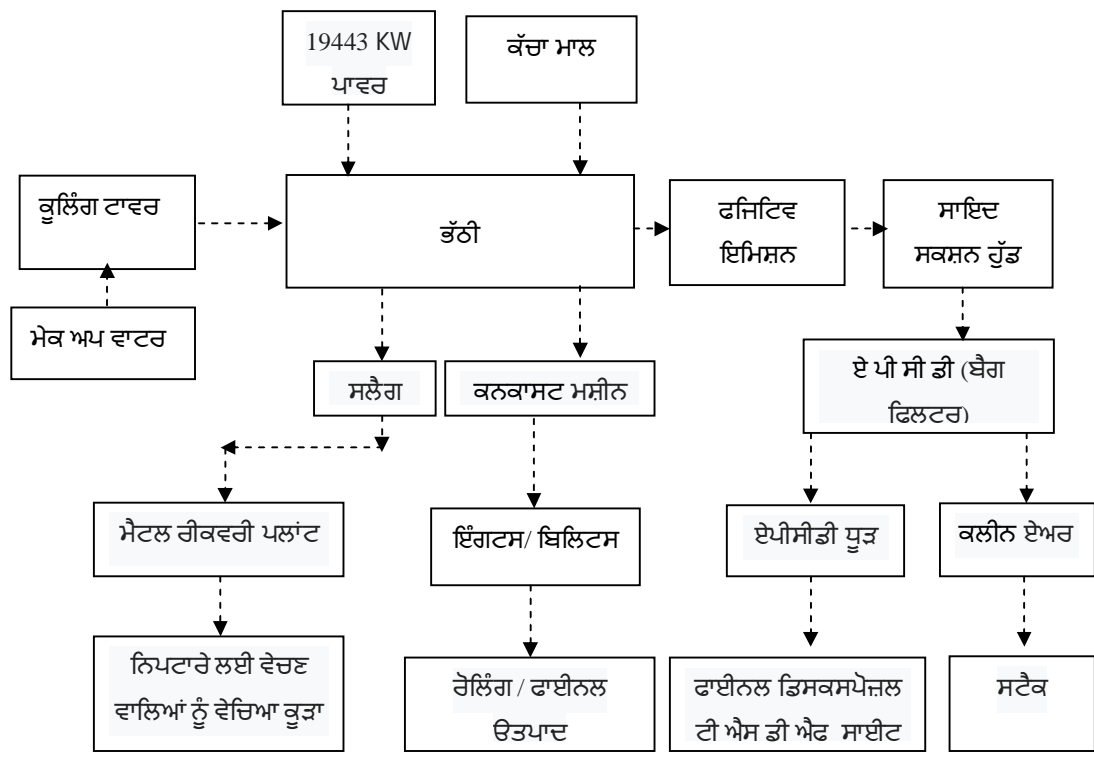 19443 KW
ਪਾਵਰ
ਕੱਚਾ ਮਾਲ
ਕੂਲਿੰਗ ਟਾਵਰ
ਭੱਠੀ
ਫਜਿਟਿਵ
ਇਮਿਸ਼ਨ
ਸਾਇਦ
ਸਕਸ਼ਨ ਹੁੱਡ
ਮੇਕ ਅਪ ਵਾਟਰ
ਸਲੈਗ
ਕਨਕਾਸਟ ਮਸ਼ੀਨ
ਏ ਪੀ ਸੀ ਡੀ (ਬੈਗ
ਫਿਲਟਰ)
ਮੈਟਲ ਰੀਕਵਰੀ ਪਲਾਂਟ
ਇੰਗਟਸ/ ਬਿਲਿਟਸ
ਏਪੀਸੀਡੀ ਧੂੜ
ਕਲੀਨ ਏਅਰ
ਨਿਪਟਾਰੇ ਲਈ ਵੇਚਣ
ਵਾਲਿਆਂ ਨੂੰ ਵੇਚਿਆ ਕੂੜਾ
ਰੋਲਿੰਗ / ਫਾਈਨਲ
ਉਤਪਾਦ
ਫਾਈਨਲ ਡਿਸਕਸਪੋਜ਼ਲ
ਟੀ ਐਸ ਡੀ ਐਫ ਸਾਈਟ
ਸਟੈਕ